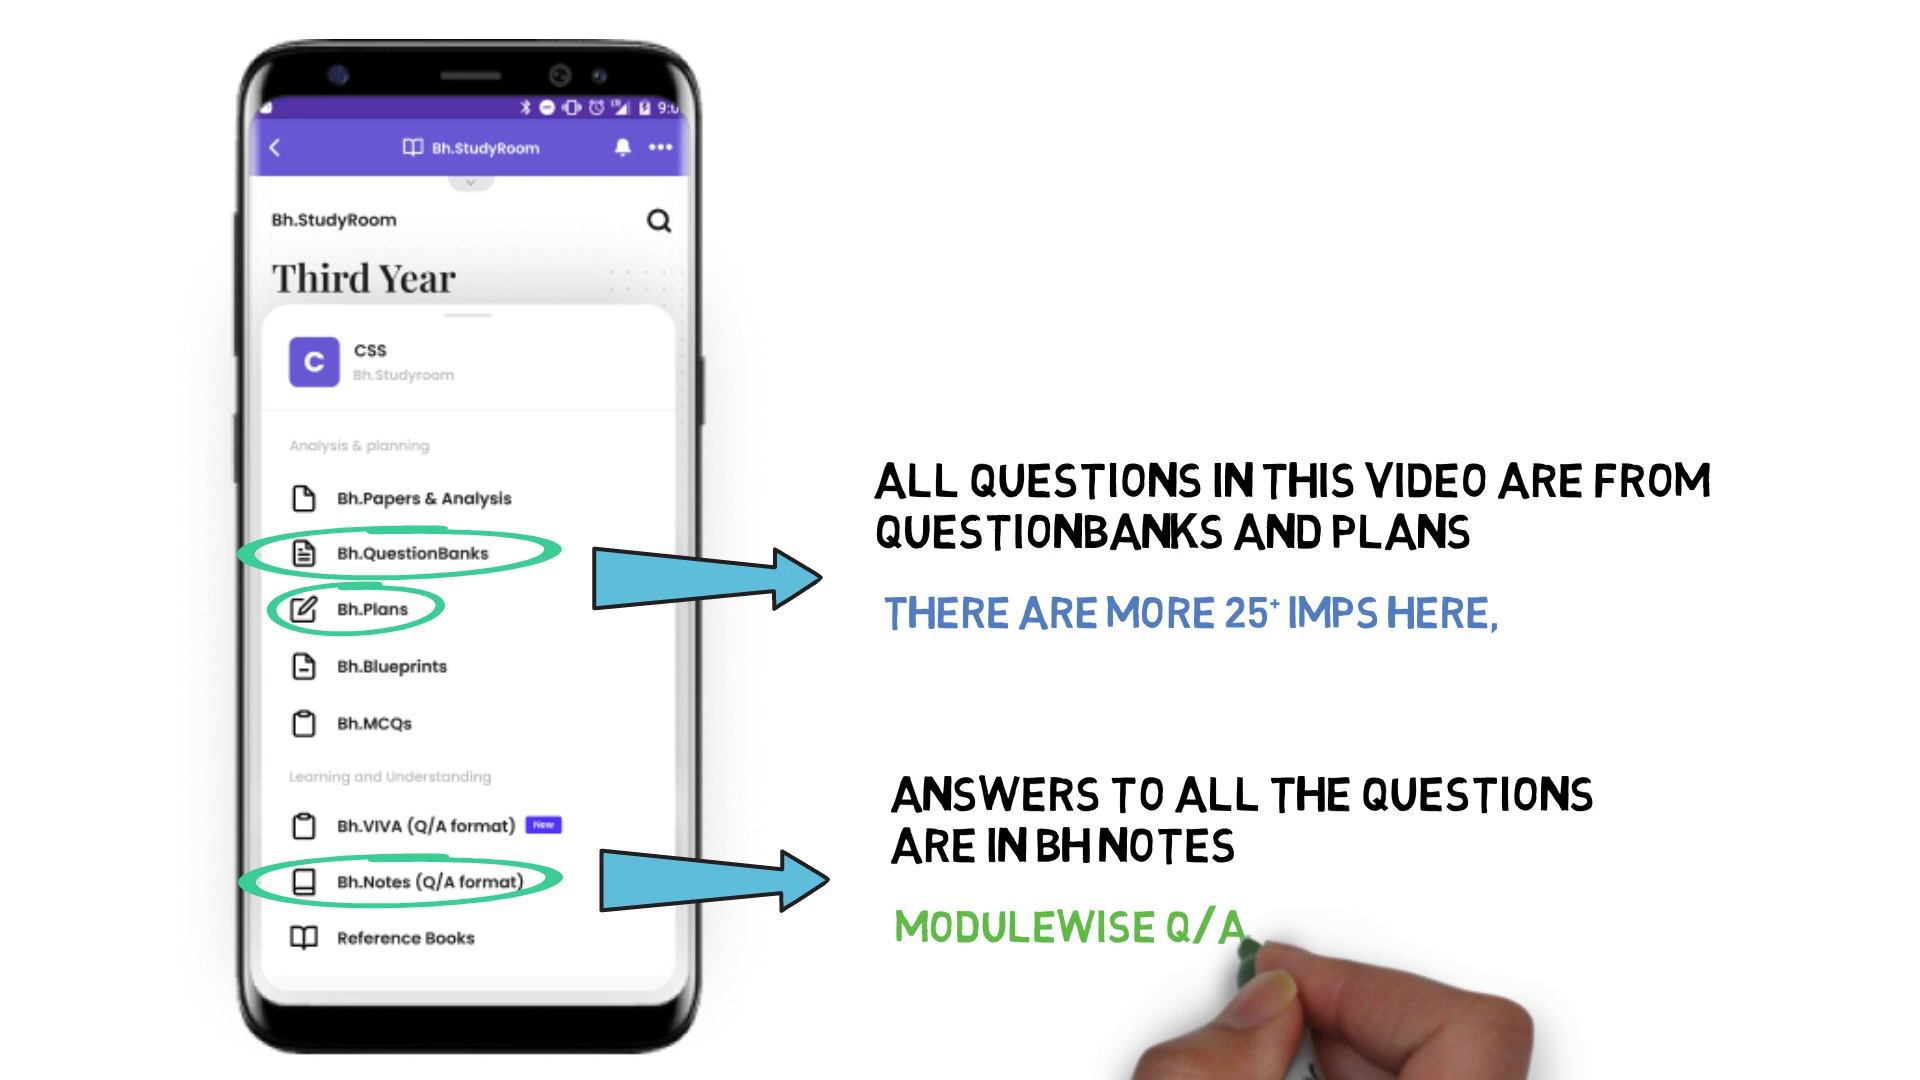 9:0
Bh.StudyRoom
Bh.StudyRoom
Third Year
C
CSS
Bh.Studyroom
Analysis & planning
Bh.Papers & Analysis
Bh.QuestionBanks
Bh.Plans
Bh.Blueprints
Bh.MCQs
Learning and Understanding
Bh.VIVA (Q/A format) New
Bh.Notes (Q/A format)
Reference Books
ALL QUESTIONS IN THIS VIDEO ARE FROM
QUESTIONBANKS AND PLANS
THERE ARE MORE 25+ IMPS HERE,
ANSWERS TO ALL THE QUESTIONS
ARE IN BH NOTES
MODULEWISE Q/A